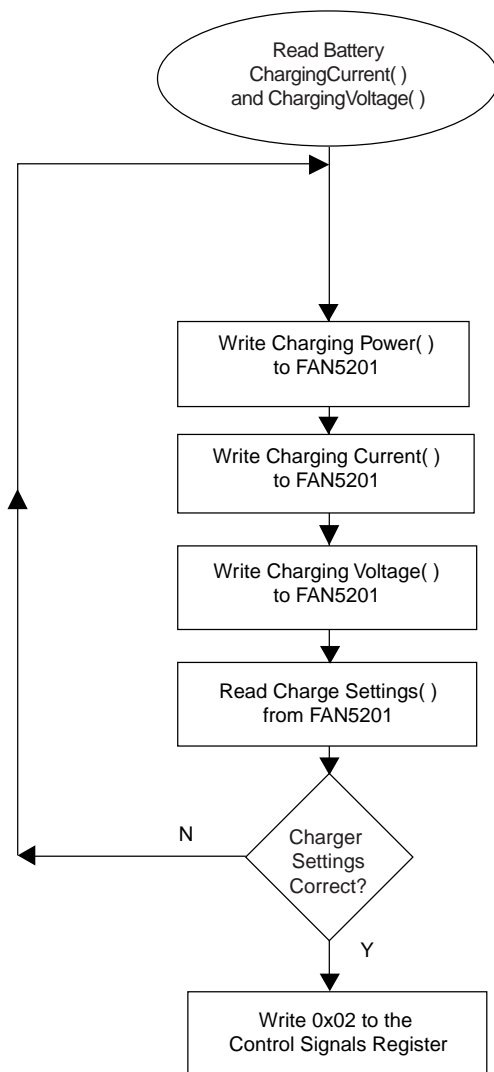 Read Battery
ChargingCurrent( )
and ChargingVoltage( )
Write Charging Power( )
to FAN5201
Write Charging Current( )
to FAN5201
Write Charging Voltage( )
to FAN5201
Read Charge Settings( )
from FAN5201
N
Charger
Settings
Correct?
Y
Write 0x02 to the
Control Signals Register